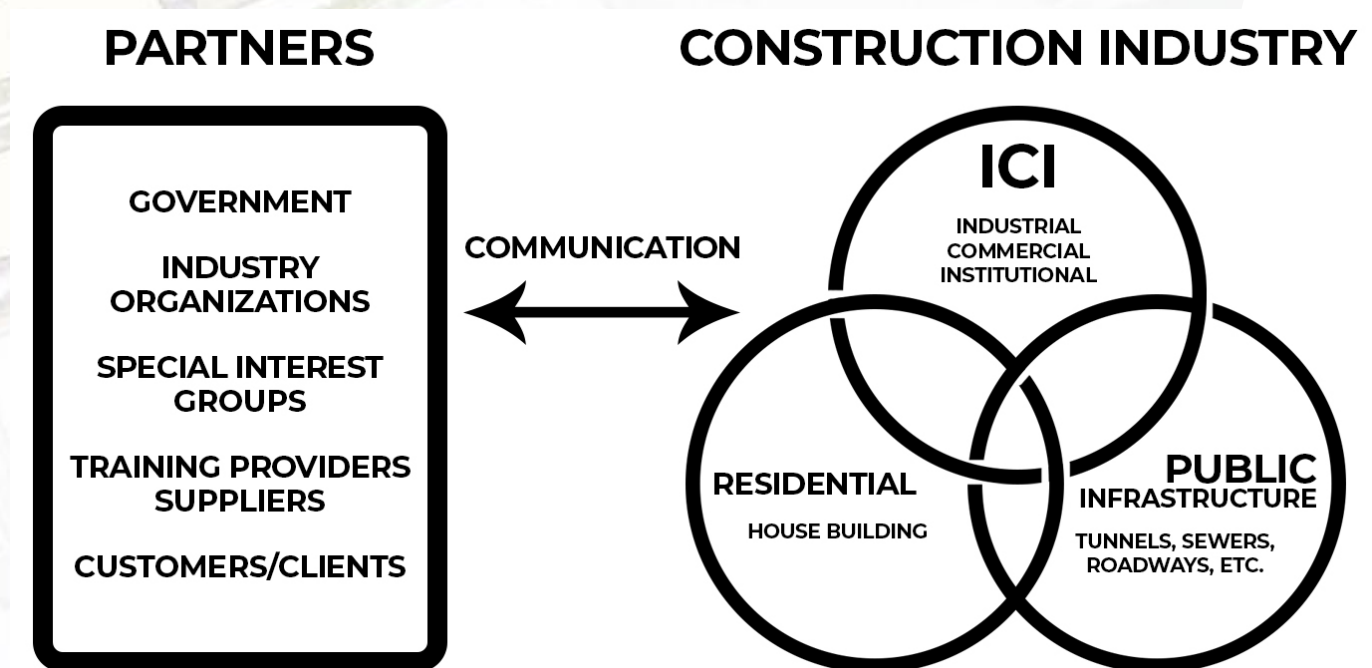 PARTNERS
GOVERNMENT
INDUSTRY
ORGANIZATIONS
SPECIAL INTEREST
GROUPS
TRAINING PROVIDERS
SUPPLIERS
CUSTOMERS/CLIENTS
COMMUNICATION
CONSTRUCTION INDUSTRY
ICI
INDUSTRIAL
COMMERCIAL
INSTITUTIONAL
RESIDENTIAL
HOUSE BUILDING
PUBLIC
INFRASTRUCTURE
TUNNELS, SEWERS,
ROADWAYS, ETC.